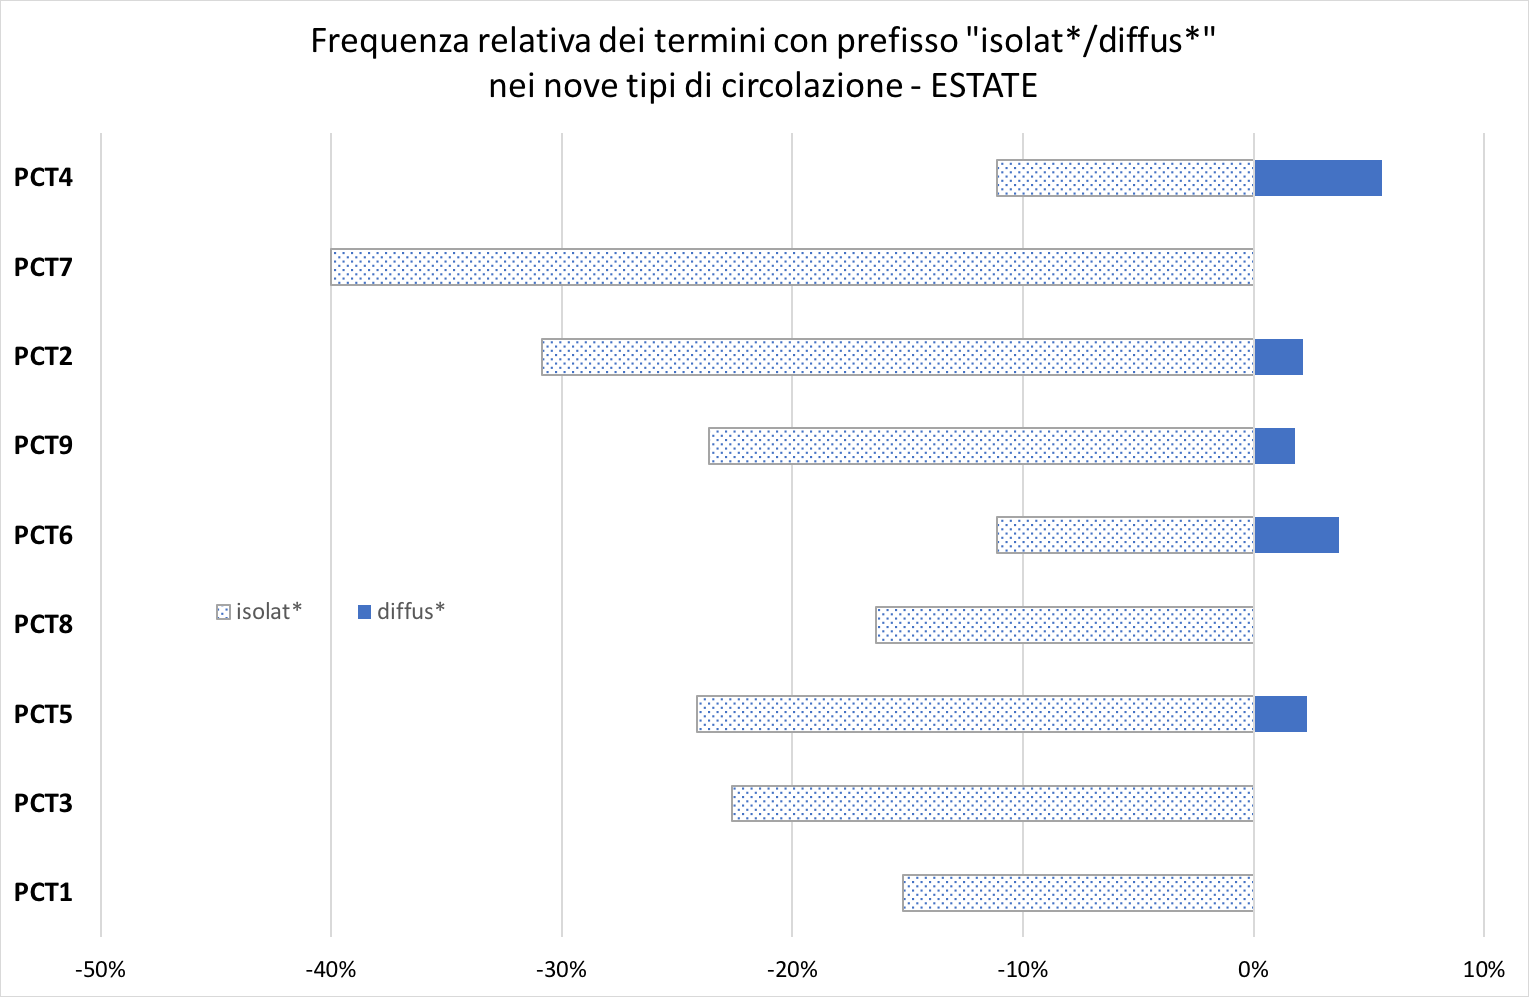 Frequenza relativa dei termini con prefisso "isolat*/diffus*"
nei nove tipi di circolazione - ESTATE
PCT4
PCT7
PCT2
PCT9
PCT6
isolat* diffus*
PCT8
PCT5
PCT3
PCT1
-50% -40% -30% -20% -10% 0% 10%